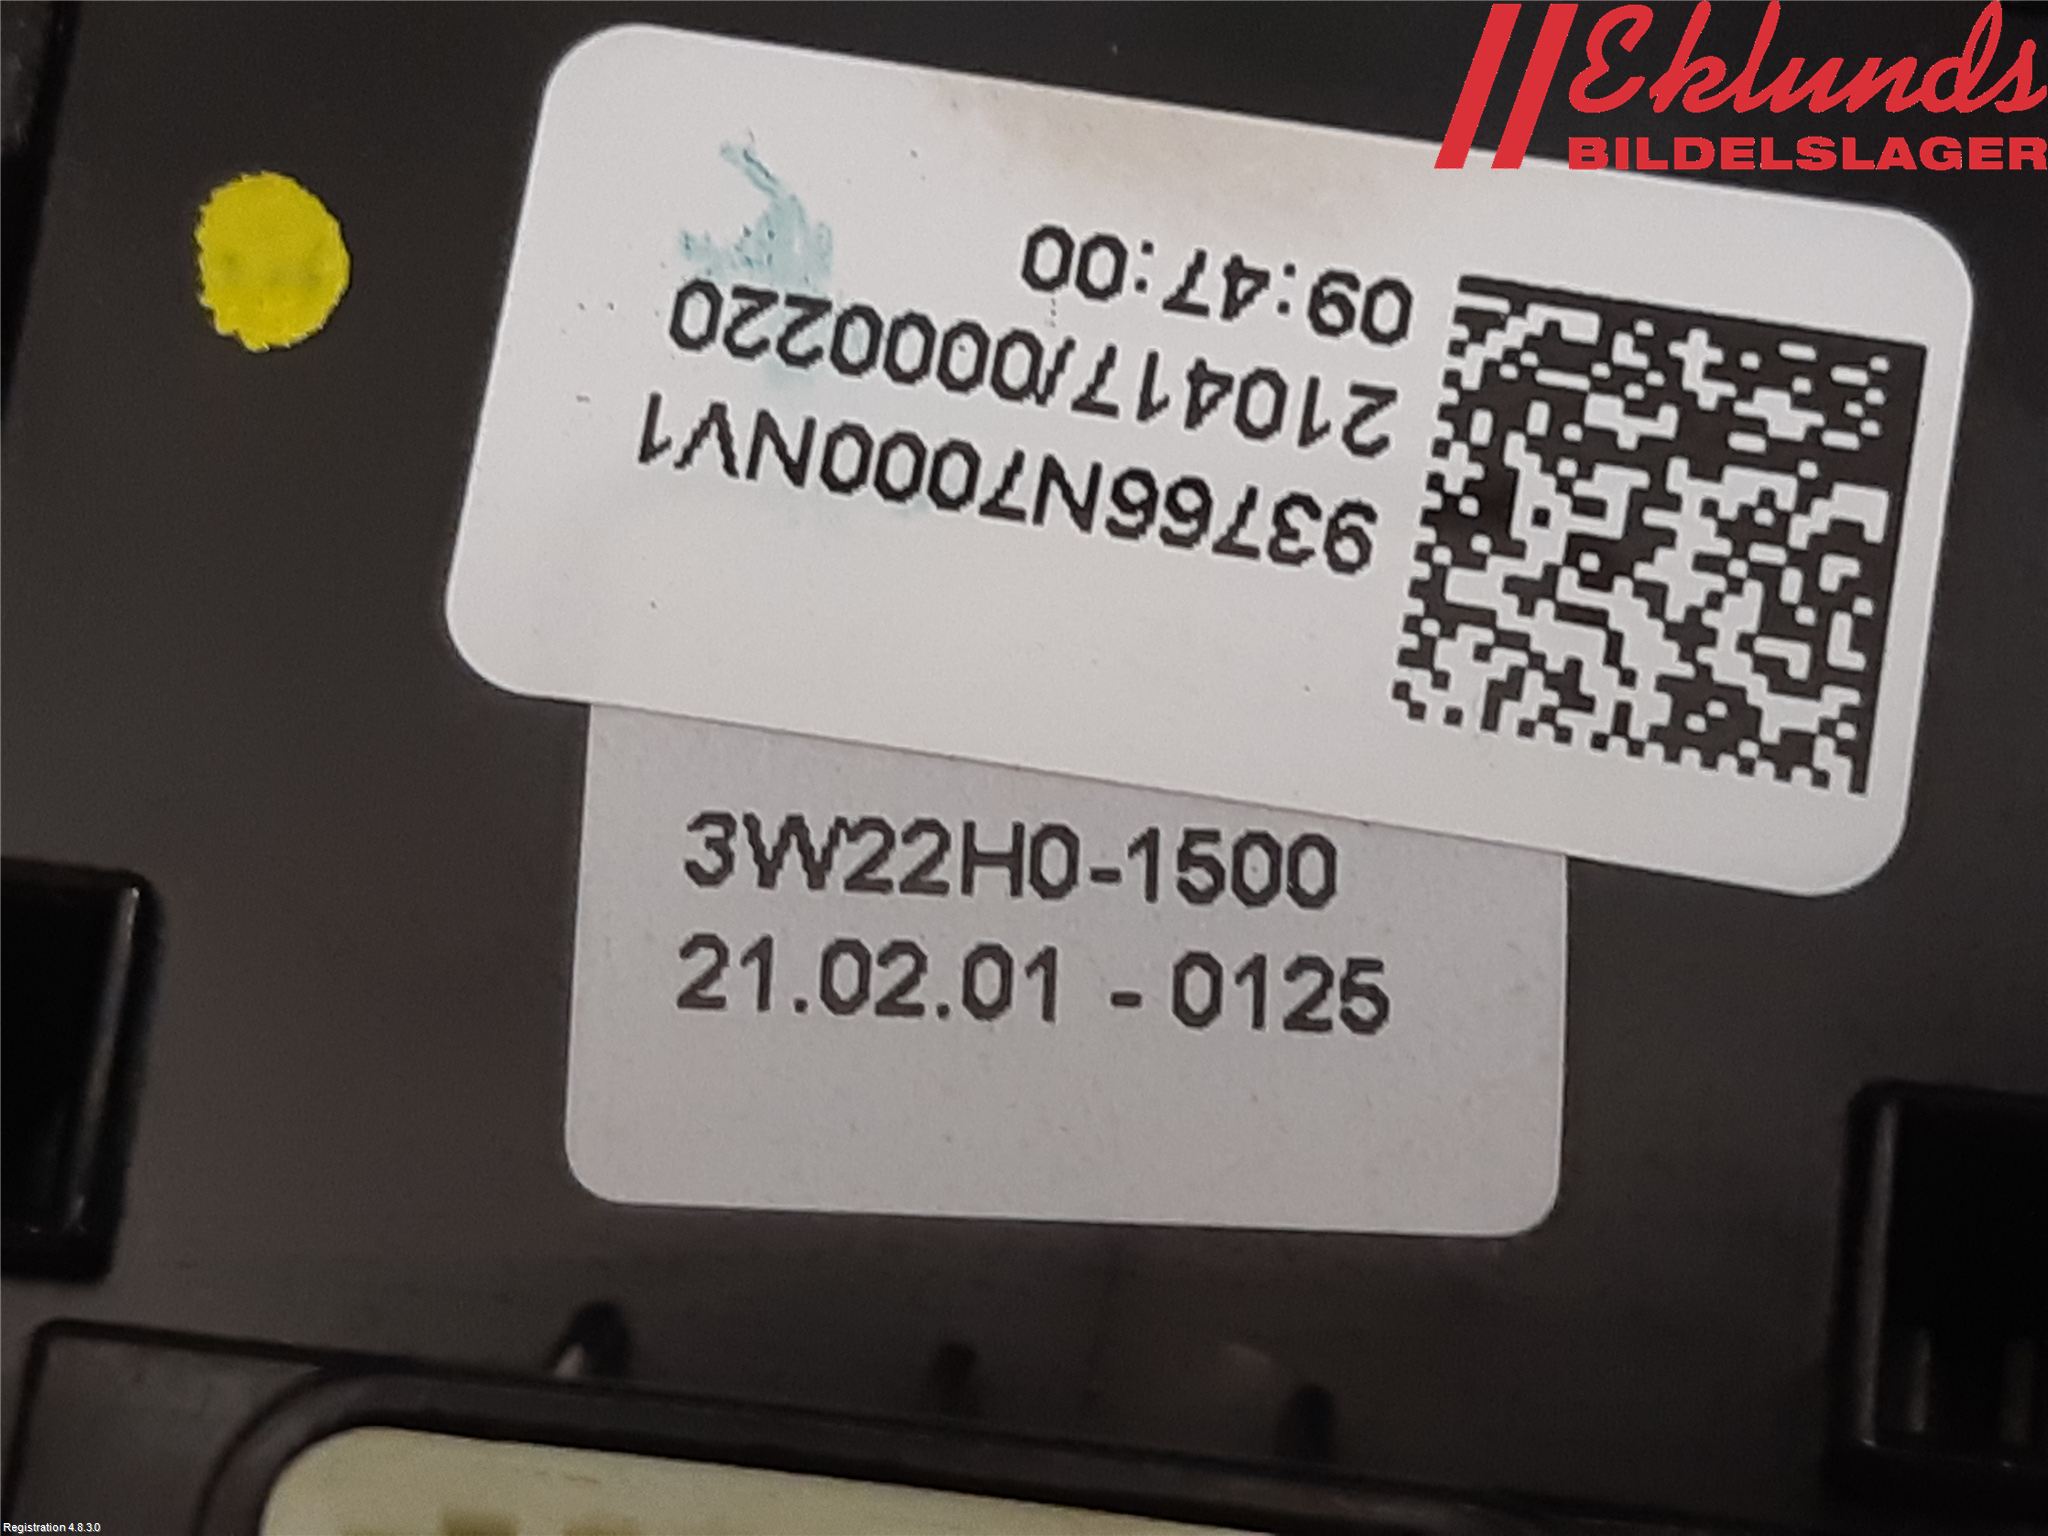 Eklunds
BILDELSLAGER
93766N7000NV1
210417/0000220
09:47:00
3W22H0-1500
21.02.01 - 0125
Registration 4.8.3.0